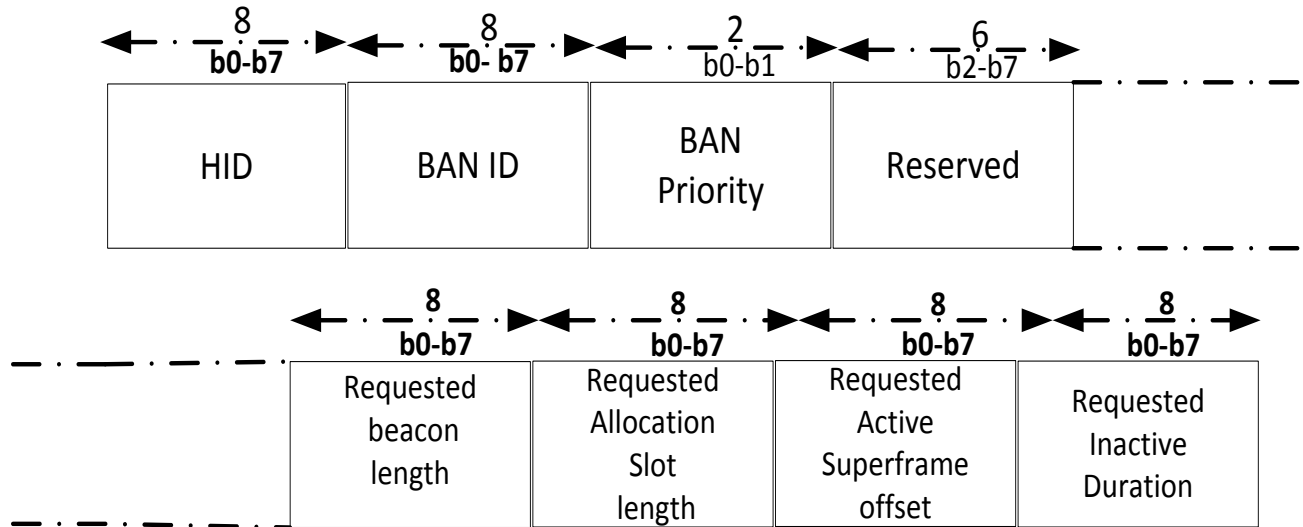 8 8 2 6
b0-b7 b0- b7 b0-b1 b2-b7
HID BAN ID BAN
Priority Reserved
8 8 8 8
b0-b7 b0-b7 b0-b7 b0-b7
Requested
beacon
length
Requested
Allocation
Slot
length
Requested
Active
Superframe
offset
Requested
Inactive
Duration